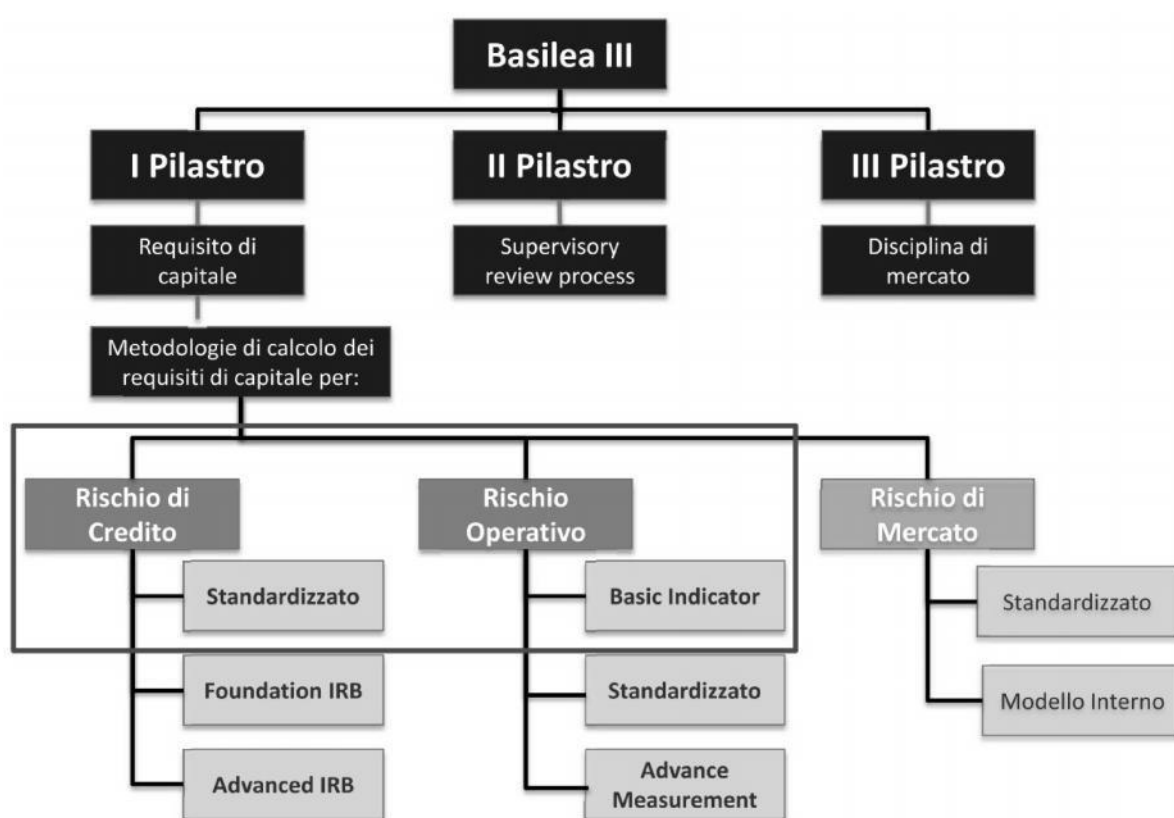 Basilea III
I Pilastro
II Pilastro
III Pilastro
Requisito di
capitale
Supervisory
review process
Disciplina di
mercato
Metodologie di calcolo dei
requisiti di capitale per:
Rischio di
Credito
Rischio
Operativo
Rischio di
Mercato
Standardizzato
Basic Indicator
Standardizzato
Foundation IRB
Standardizzato
Modello Interno
Advanced IRB
Advance
Measurement